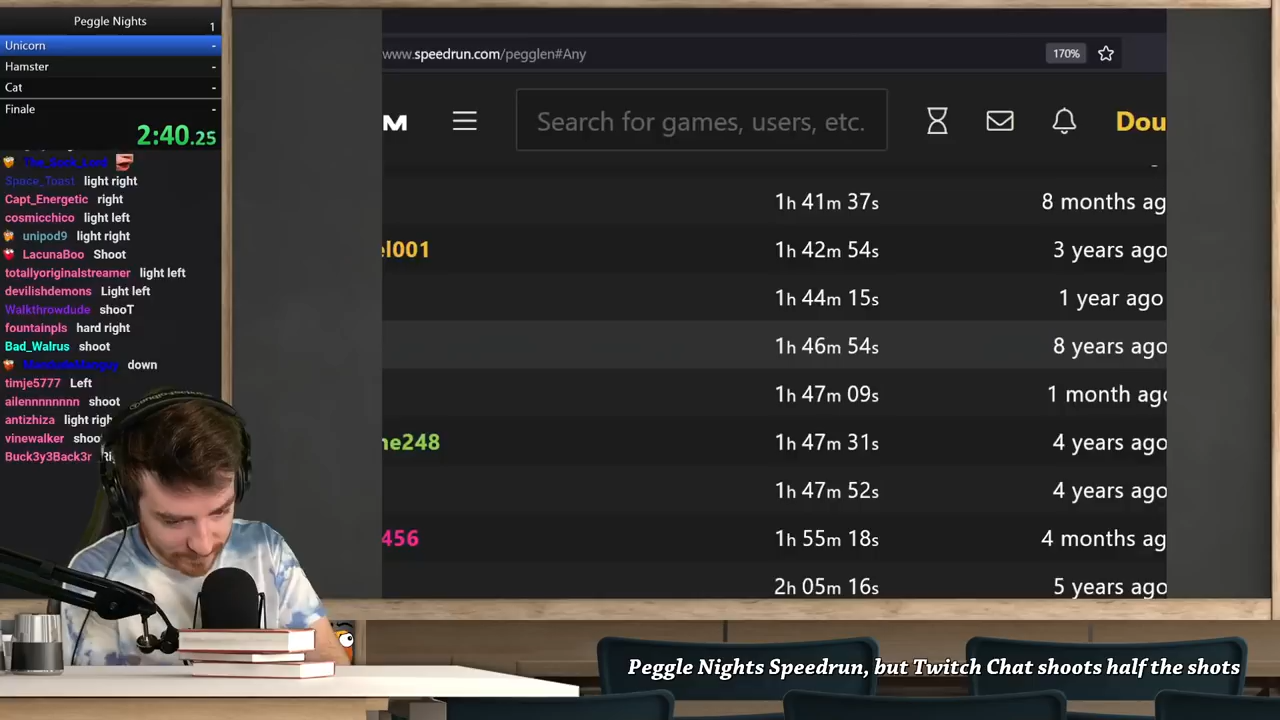 Peggle Nights 1
Unicorn -
Hamster -
Cat -
Finale -
2:40.25
The_Sock_Lord
Space_Toast light right
Capt_Energetic right
cosmicchico light left
unipod9 light right
LacunaBoo Shoot
totallyoriginalstreamer light left
devilishdemons Light left
Walkthrowdude shooT
fountainpls hard right
Bad_Walrus shoot
down
timje5777 Left
ailennnnnnn shoot
antizhiza light righ
vinewalker shoo
Buck3y3Back3r Ri
www.speedrun.com/pegglen#Any 170%
M Search for games, users, etc. Dou
1h 41m 37s 8 months ag
el001 1h 42m 54s 3 years ago
1h 44m 15s 1 year ago
1h 46m 54s 8 years ago
1h 47m 09s 1 month ago
ne248 1h 47m 31s 4 years ago
1h 47m 52s 4 years ago
456 1h 55m 18s 4 months ag
2h 05m 16s 5 years ago
Peggle Nights Speedrun, but Twitch Chat shoots half the shots